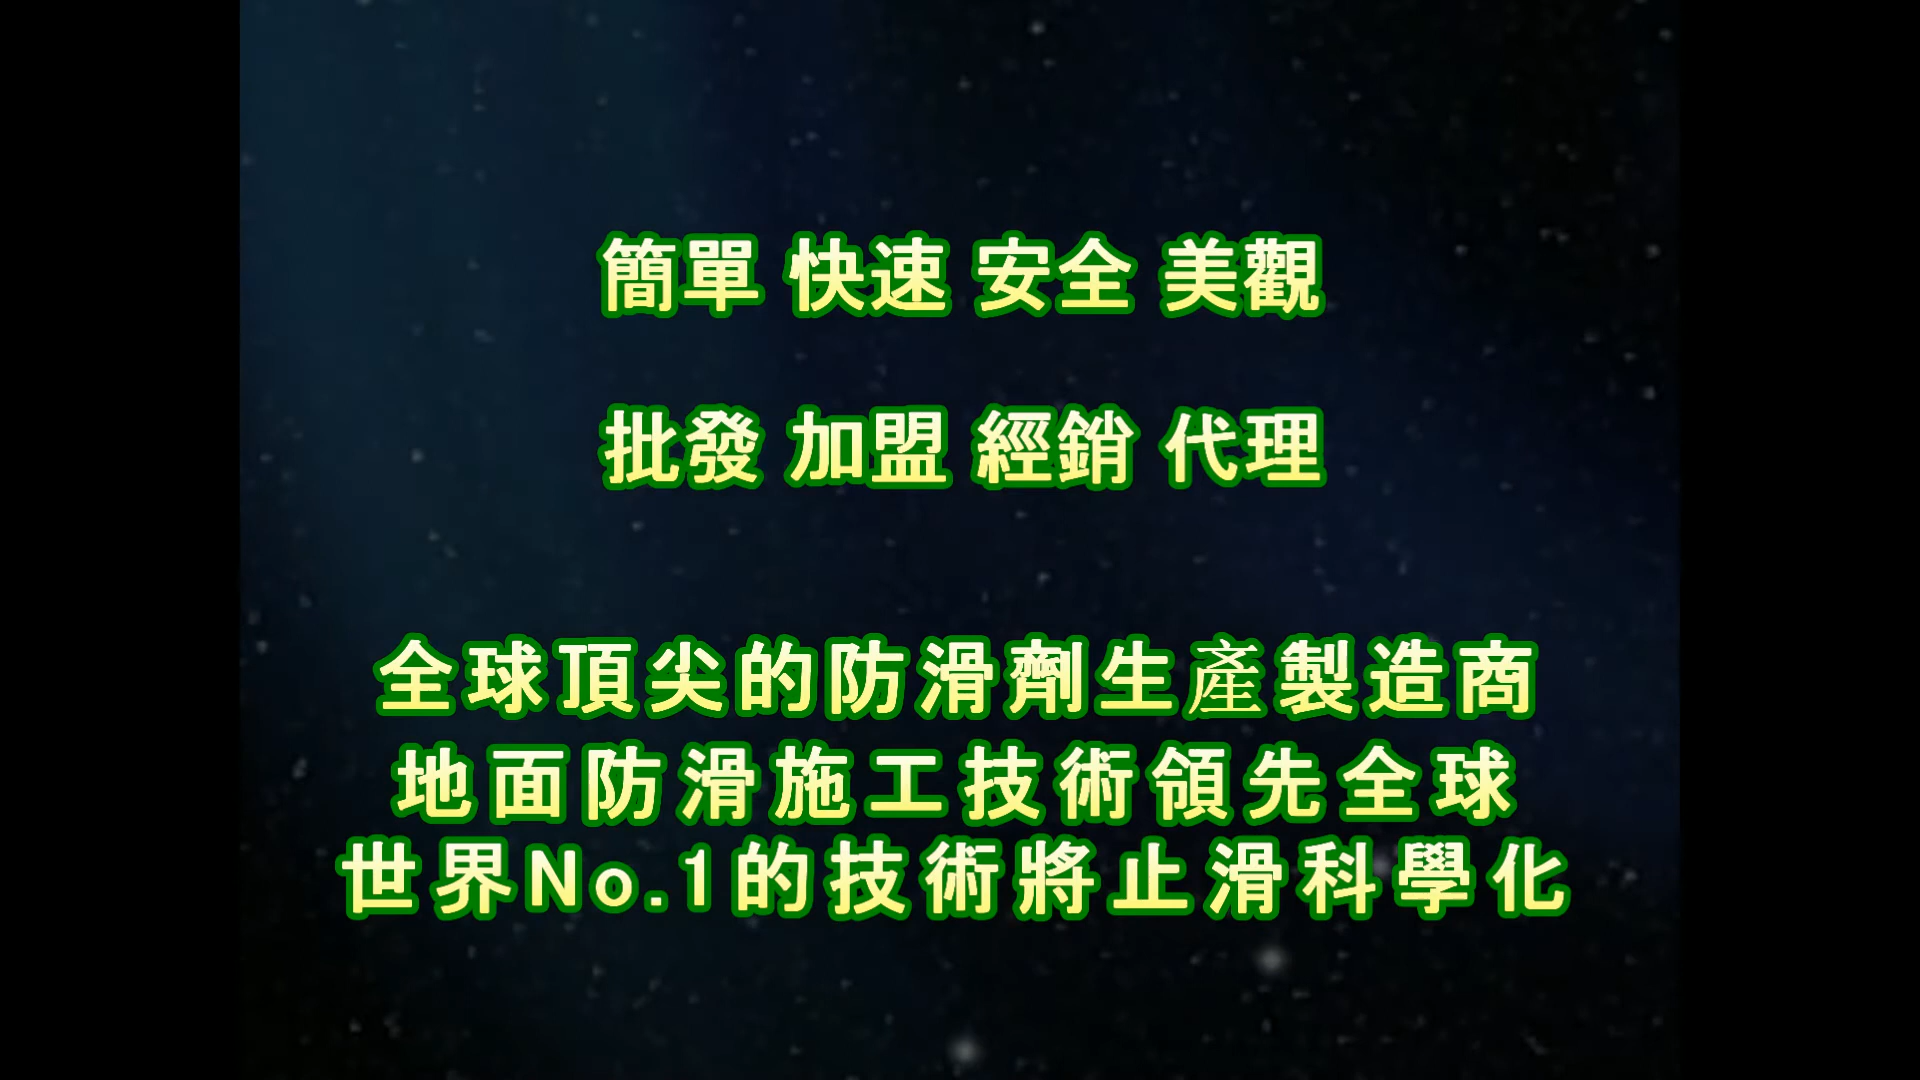 簡單 快速 安全 美觀
批發 加盟 經銷 代理
全球頂尖的防滑劑生產製造商
地面防滑施工技術領先全球
世界No.1的技術將止滑科學化